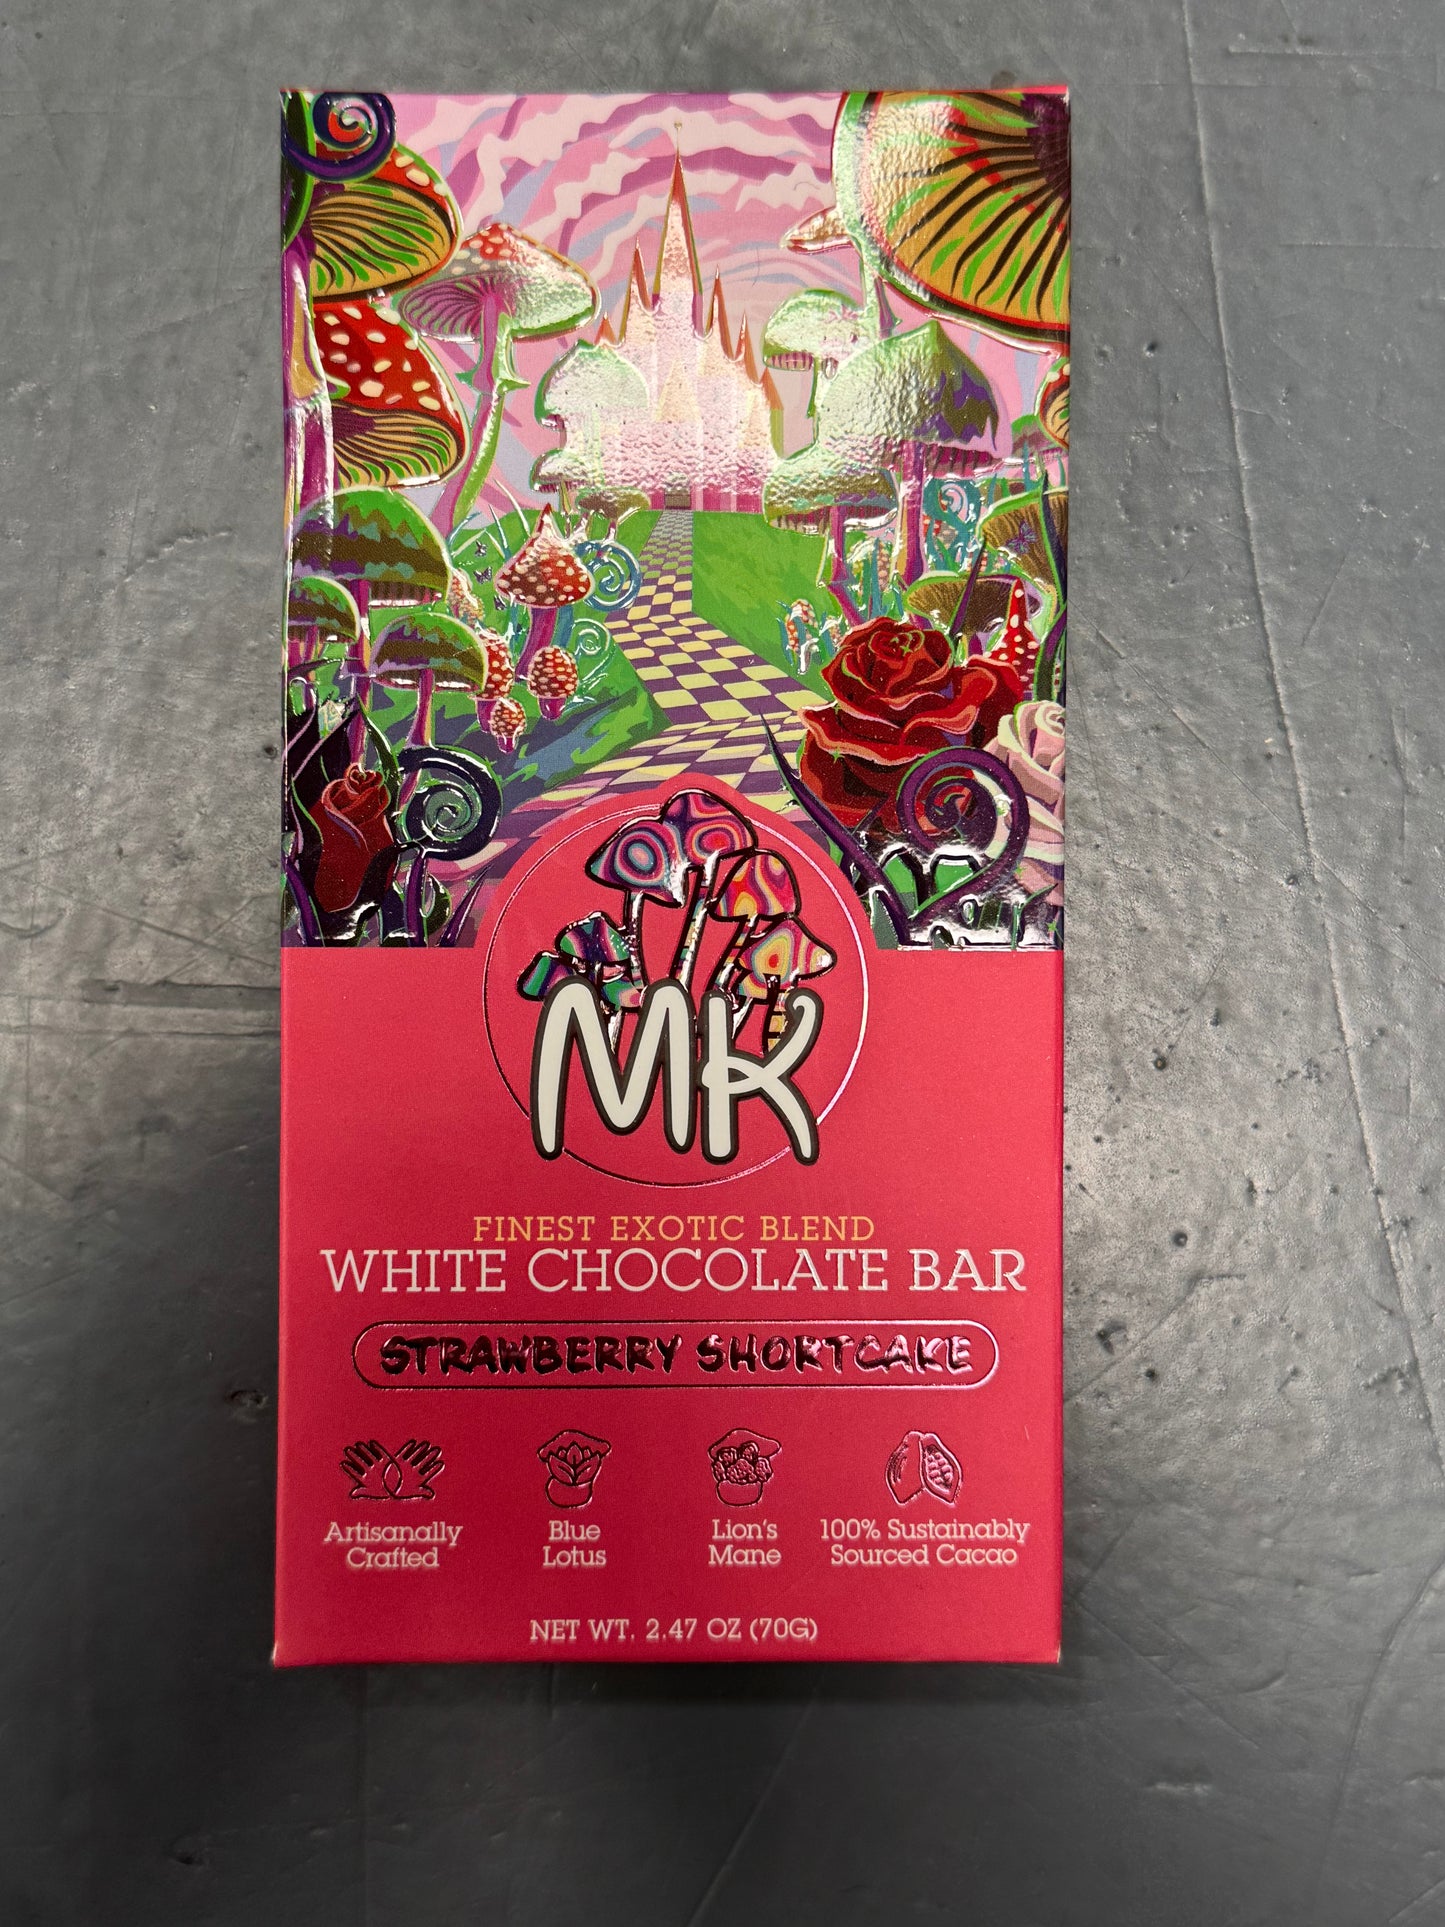 MK
FINEST EXOTIC BLEND
WHITE CHOCOLATE BAR
STRAWBERRY SHORTCAKE
Artisanally
Crafted
Blue
Lotus
Lion's
Mane
100% Sustainably
Sourced Cacao
NET WT. 2.47 OZ (70G)